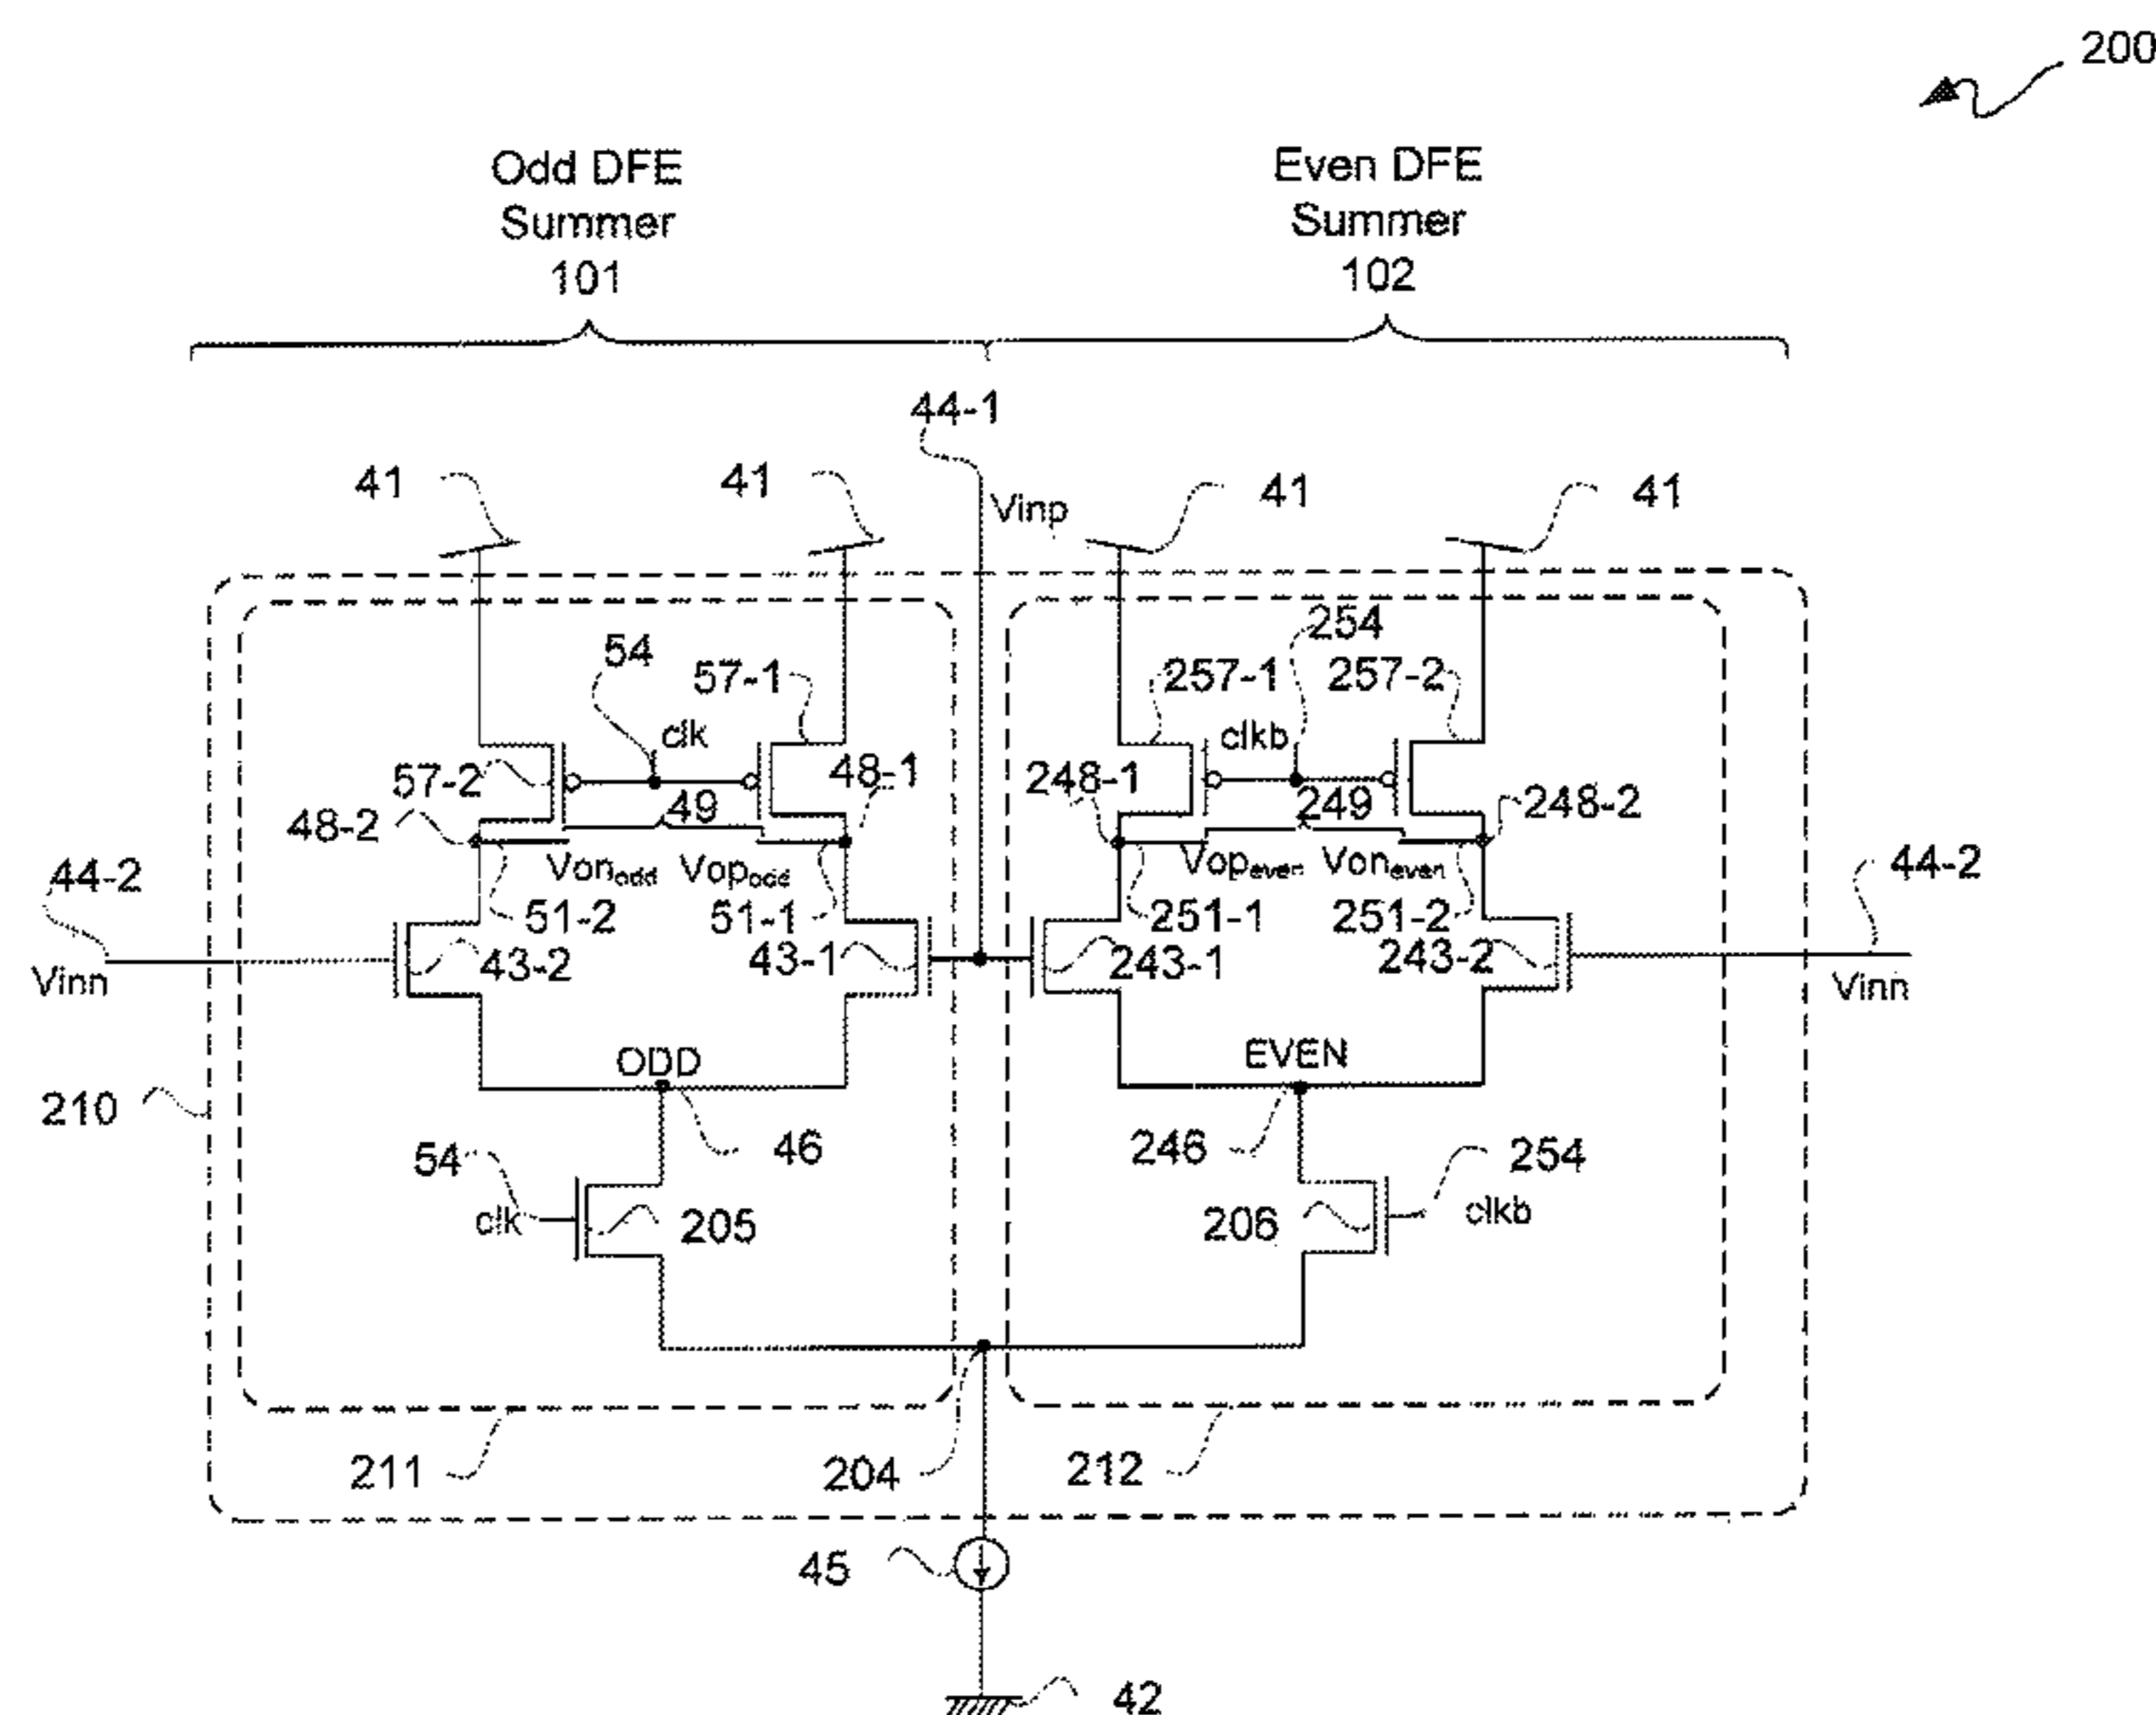 200
Odd DFE
Summer
101
Even DFE
Summer
102
44-1
41
41
Vinp
41
41
54
57-1
254
257-1
257-2
clk
clkb
57-2
48-1
248-1
48-2
49
249
248-2
Vonodd
Vopodd
Vopeven
Voneven
44-2
44-2
51-2
51-1
251-1
251-2
Vinn
43-2
43-1
243-1
243-2
Vinn
ODD
EVEN
210
46
246
54
clk
205
206
254
clkb
211
204
212
45
42